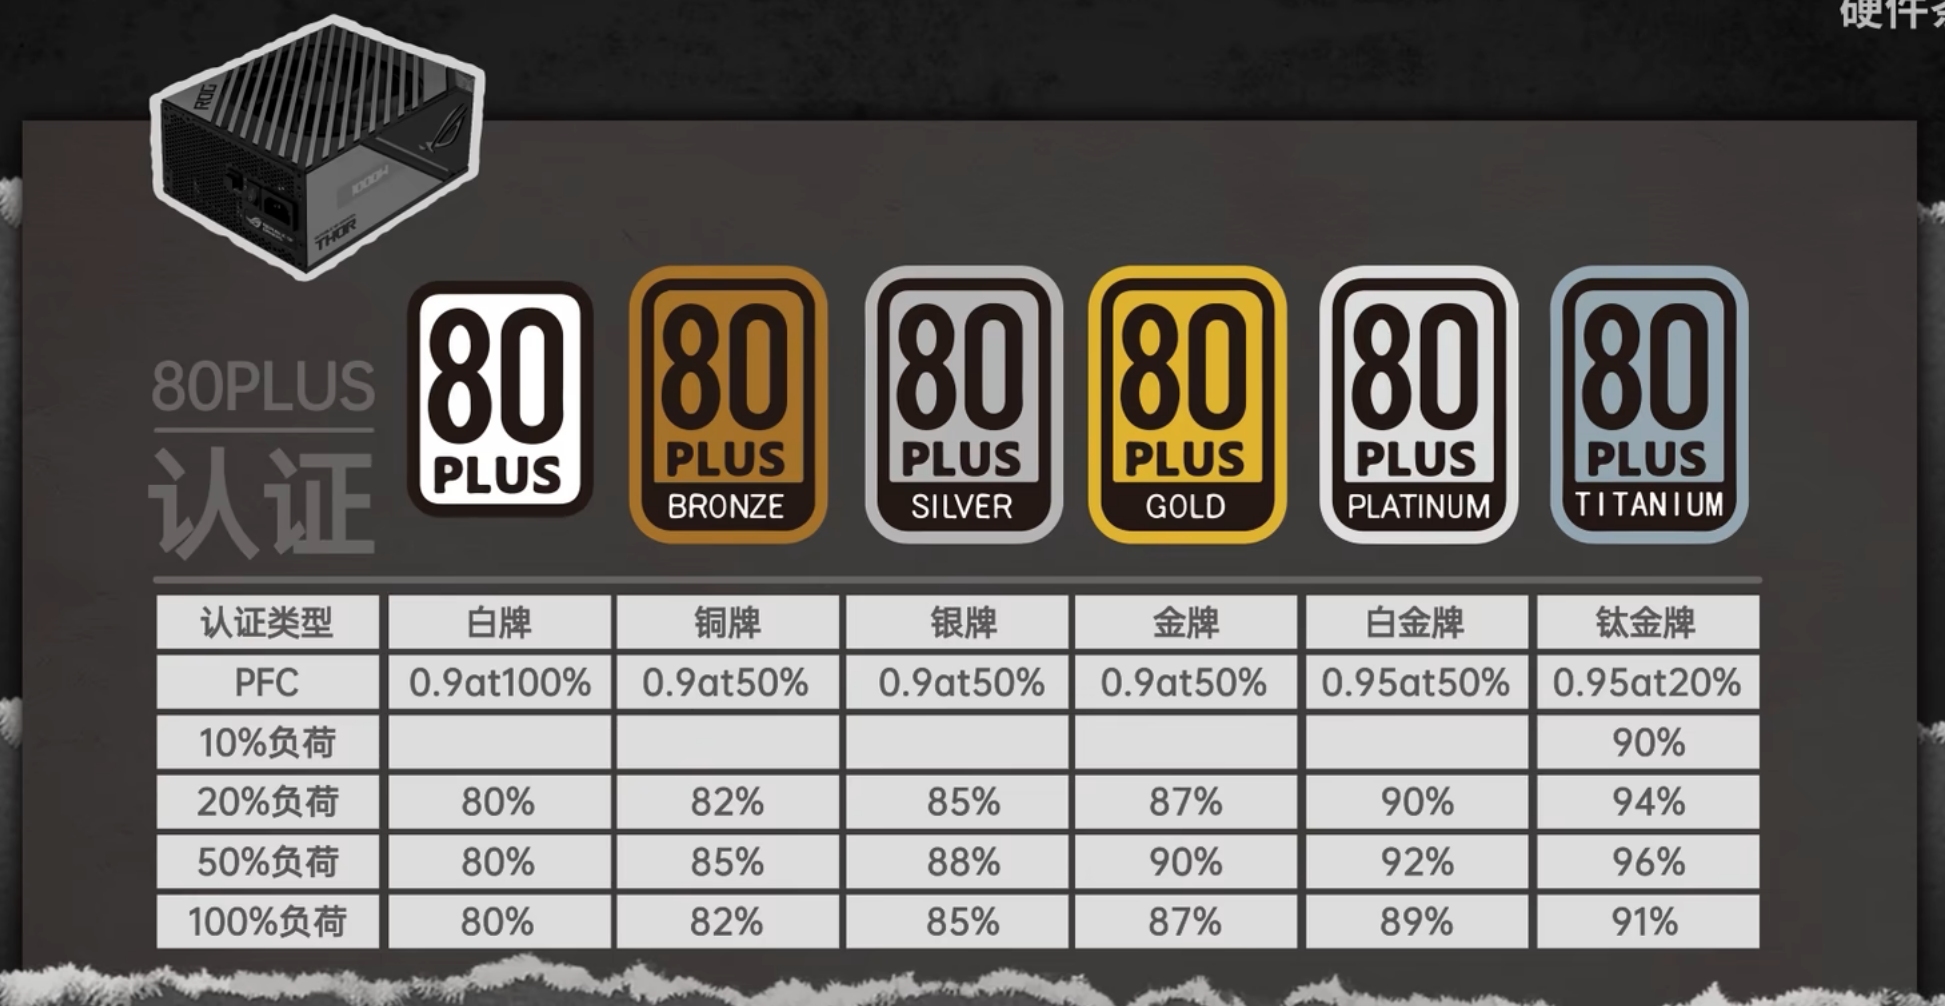 硬件
ROG
1000W
THOR
80PLUS
认证
80 PLUS
80 PLUS BRONZE
80 PLUS SILVER
80 PLUS GOLD
80 PLUS PLATINUM
80 PLUS TITANIUM
认证类型 白牌 铜牌 银牌 金牌 白金牌 钛金牌
PFC 0.9at100% 0.9at50% 0.9at50% 0.9at50% 0.95at50% 0.95at20%
10%负荷 90%
20%负荷 80% 82% 85% 87% 90% 94%
50%负荷 80% 85% 88% 90% 92% 96%
100%负荷 80% 82% 85% 87% 89% 91%